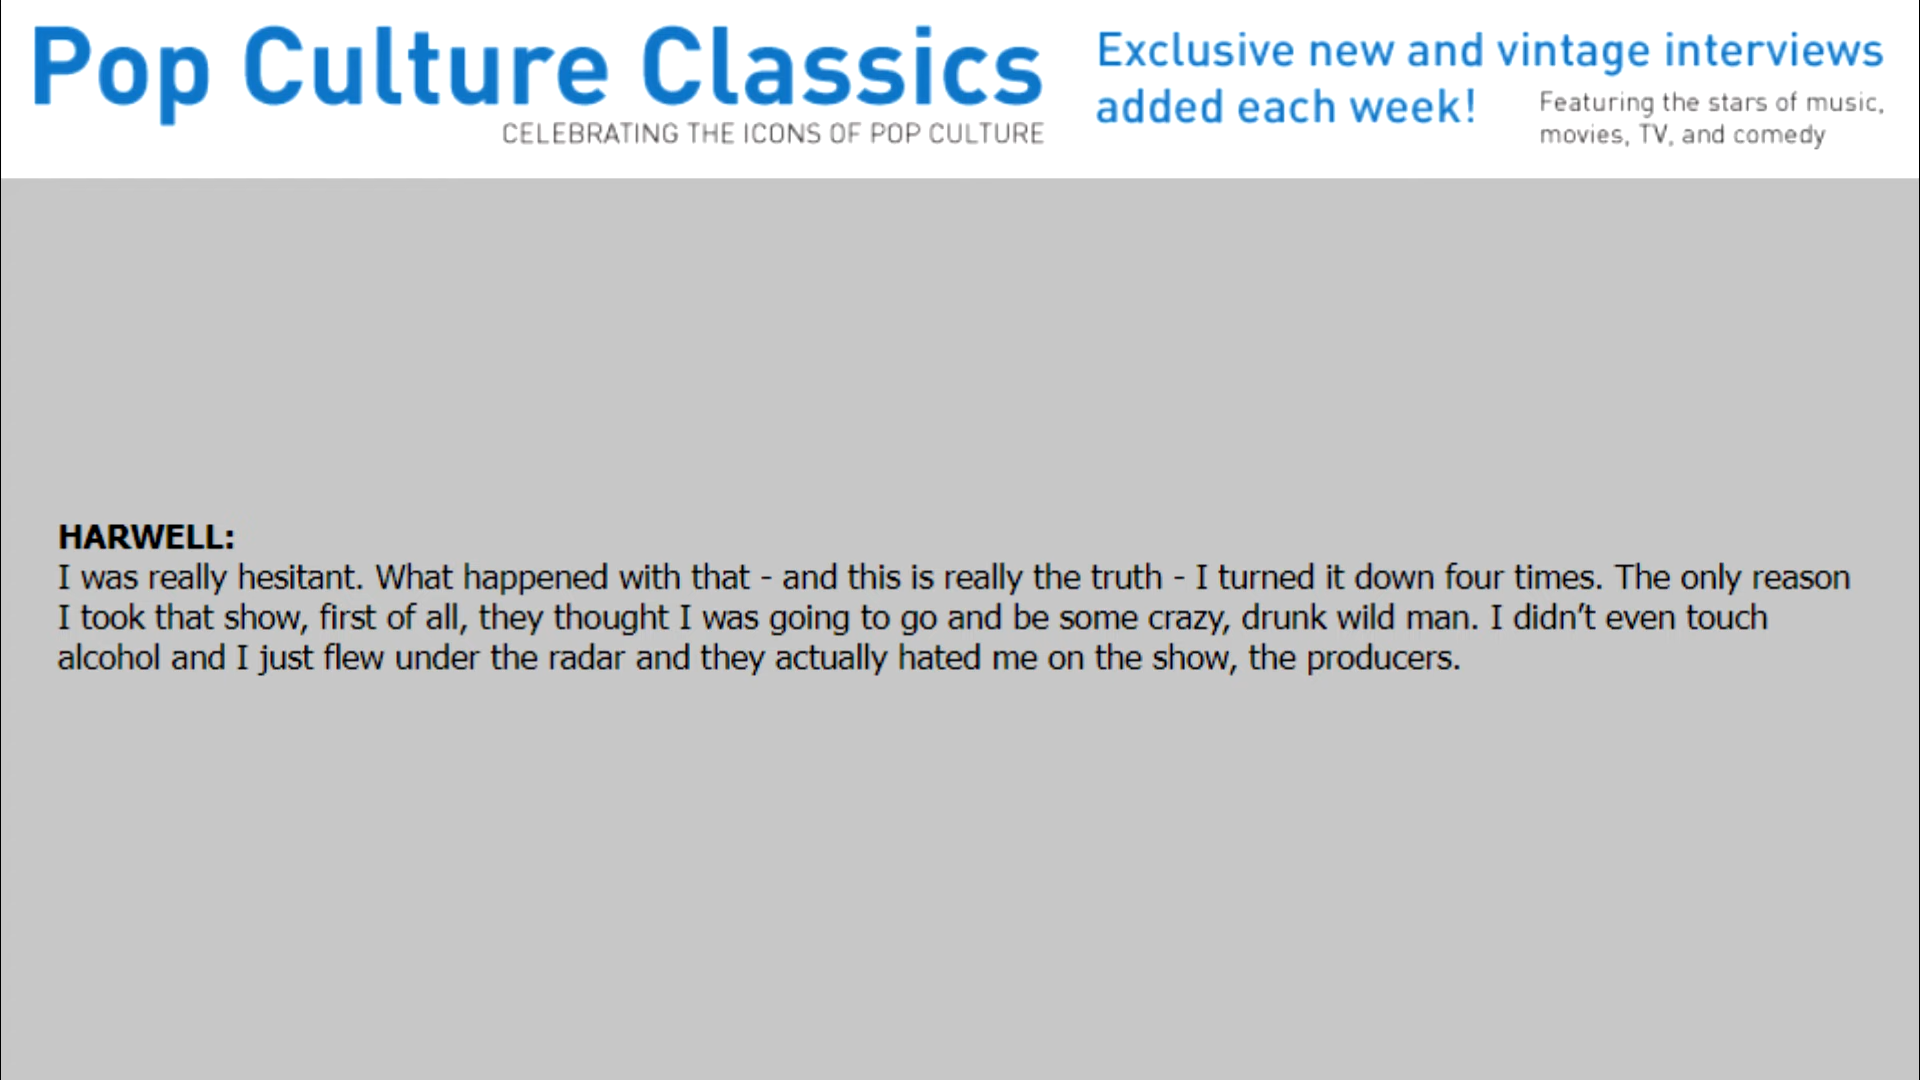 Pop Culture Classics
CELEBRATING THE ICONS OF POP CULTURE
Exclusive new and vintage interviews
added each week!
Featuring the stars of music,
movies, TV, and comedy
HARWELL:
I was really hesitant. What happened with that - and this is really the truth - I turned it down four times. The only reason
I took that show, first of all, they thought I was going to go and be some crazy, drunk wild man. I didn’t even touch
alcohol and I just flew under the radar and they actually hated me on the show, the producers.